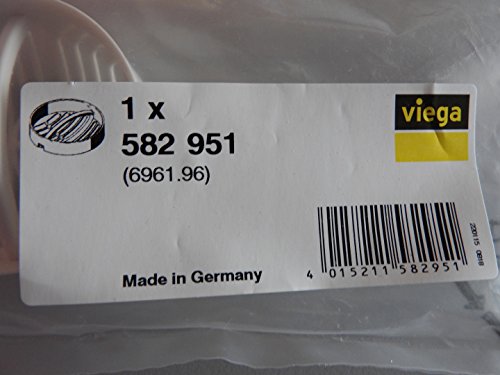 1 x
582 951
(6961.96)
viega
Made in Germany
4 015211 582951